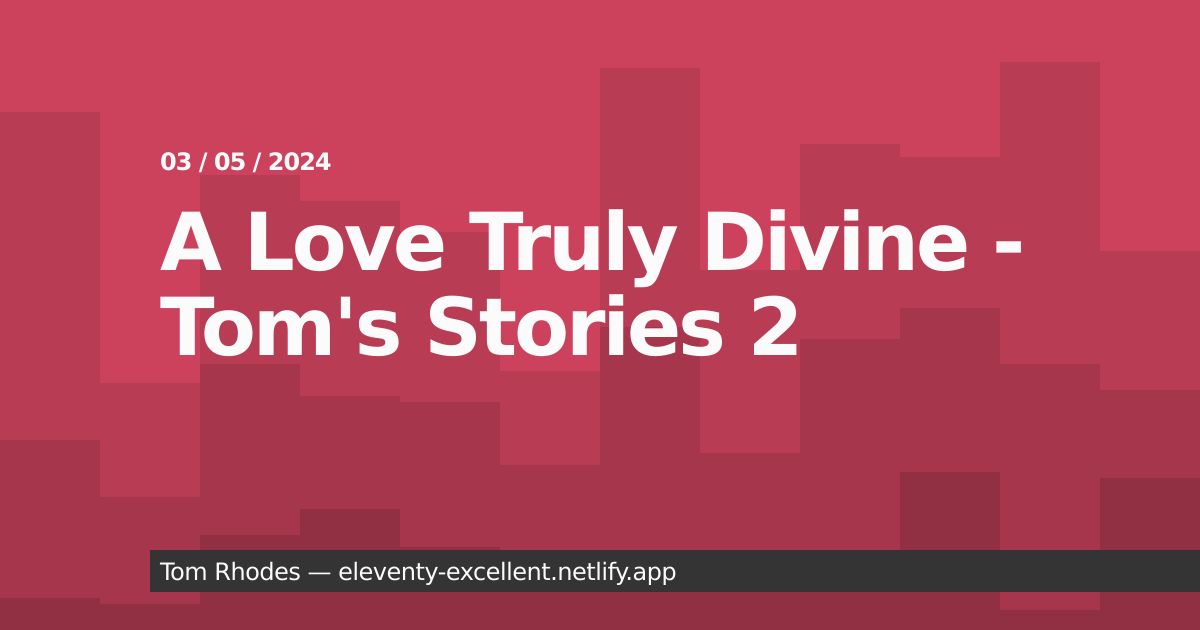 03 / 05 / 2024
A Love Truly Divine -
Tom's Stories 2
Tom Rhodes — eleventy-excellent.netlify.app